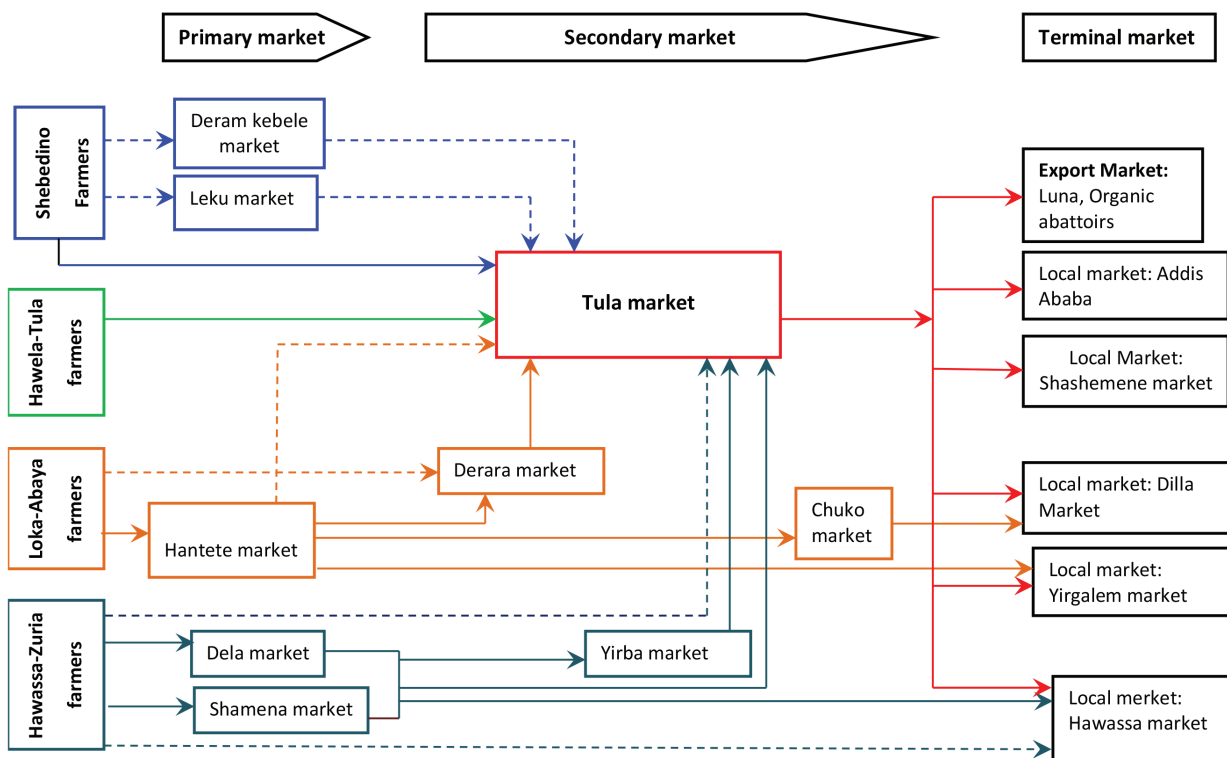 Primary market
Secondary market
Terminal market
Shebedino
Farmers
Deram kebele
market
Leku market
Hawela-Tula
farmers
Tula market
Loka-Abaya
farmers
Hantete market
Derara market
Chuko
market
Hawassa-Zuria
farmers
Dela market
Shamena market
Yirba market
Export Market:
Luna, Organic
abattoirs
Local market: Addis
Ababa
Local Market:
Shashemene market
Local market: Dilla
Market
Local market:
Yirgalem market
Local merket:
Hawassa market